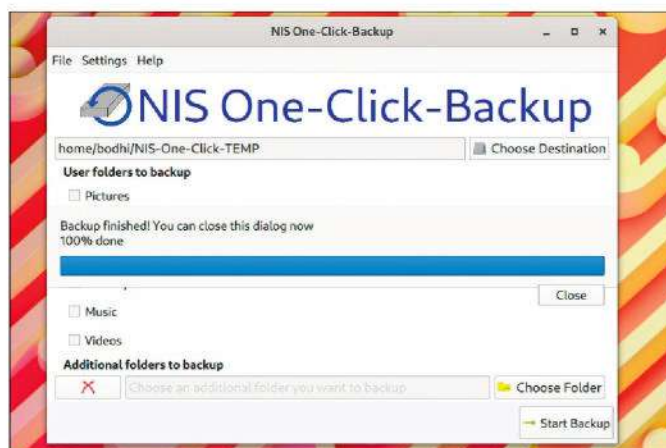 NIS One-Click-Backup
File Settings Help
NIS One-Click-Backup
home/bodhi/NIS-One-Click-TEMP
Choose Destination
User folders to backup
Pictures
Backup finished! You can close this dialog now
100% done
Close
Music
Videos
Additional folders to backup
Choose an additional folder you want to backup
Choose Folder
Start Backup